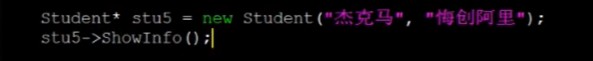 Student* stu5 = new Student("杰克马", "悔创阿里");
stu5->ShowInfo();